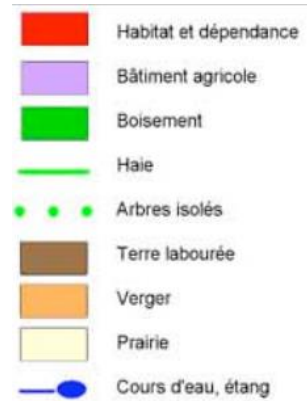 Habitat et dépendance
Bâtiment agricole
Boisement
Haie
Arbres isolés
Terre labourée
Verger
Prairie
Cours d'eau, étang